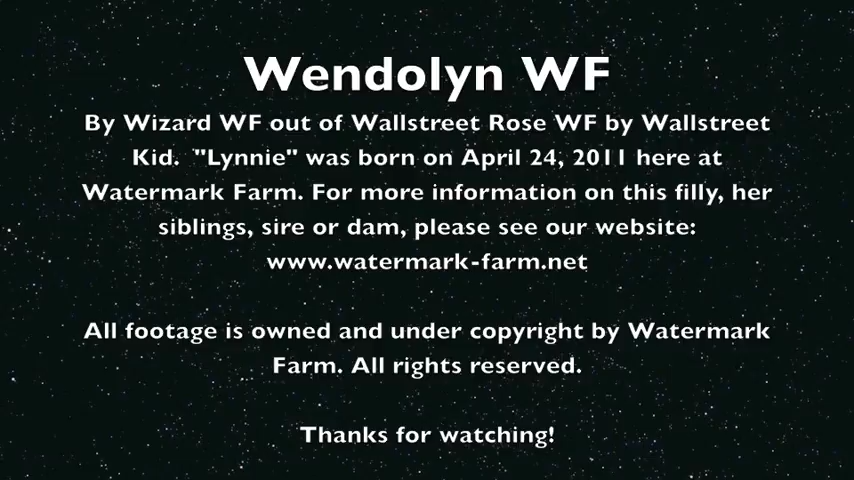 Wendolyn WF
By Wizard WF out of Wallstreet Rose WF by Wallstreet
Kid.  "Lynnie" was born on April 24, 2011 here at
Watermark Farm. For more information on this filly, her
siblings, sire or dam, please see our website:
www.watermark-farm.net
All footage is owned and under copyright by Watermark
Farm. All rights reserved.
Thanks for watching!